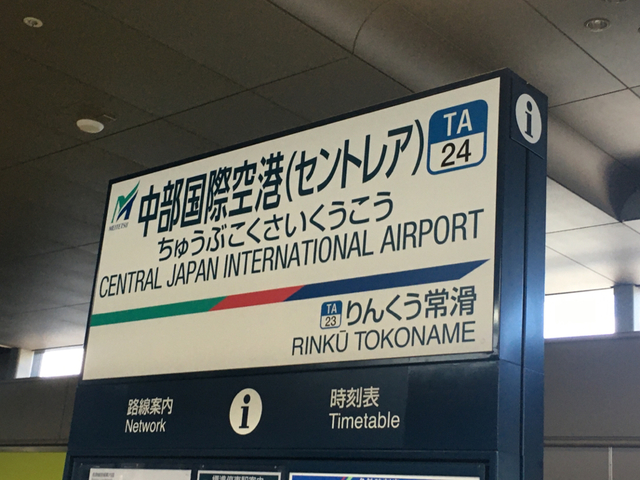 TA
24
中部国際空港(セントレア)
MEITETSU
ちゅうぶこくさいくうこう
CENTRAL JAPAN INTERNATIONAL AIRPORT
TA
23
りんくう常滑
RINKŪ TOKONAME
路線案内
Network
i
時刻表
Timetable
i